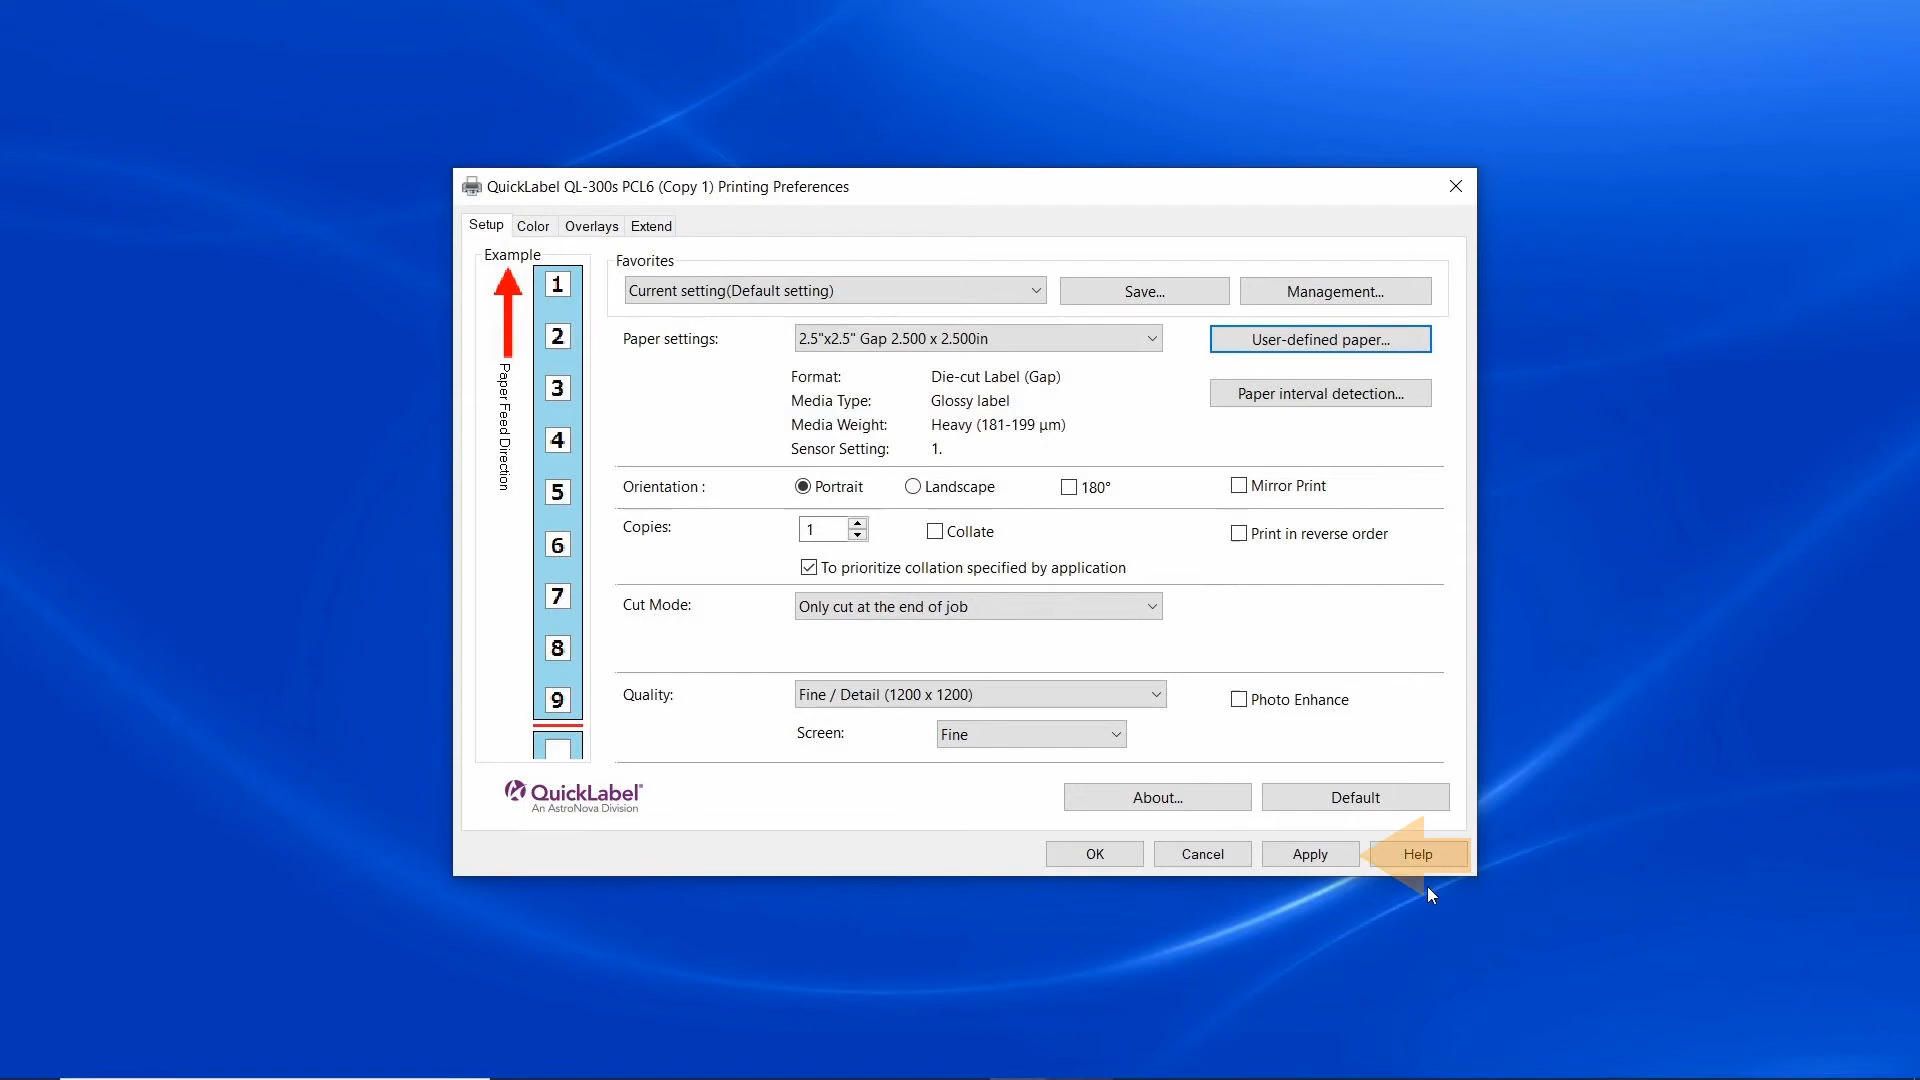 QuickLabel QL-300s PCL6 (Copy 1) Printing Preferences
Setup Color Overlays Extend
Example
1
2
3
4
5
6
7
8
9
Paper Feed Direction
Favorites
Current setting(Default setting) Save... Management...
Paper settings: 2.5"x2.5" Gap 2.500 x 2.500in User-defined paper...
Format: Die-cut Label (Gap) Paper interval detection...
Media Type: Glossy label
Media Weight: Heavy (181-199 µm)
Sensor Setting: 1.
Orientation : Portrait Landscape 180° Mirror Print
Copies: 1 Collate Print in reverse order
To prioritize collation specified by application
Cut Mode: Only cut at the end of job
Quality: Fine / Detail (1200 x 1200) Photo Enhance
Screen: Fine
QuickLabel®
An AstroNova Division
About... Default
OK Cancel Apply Help